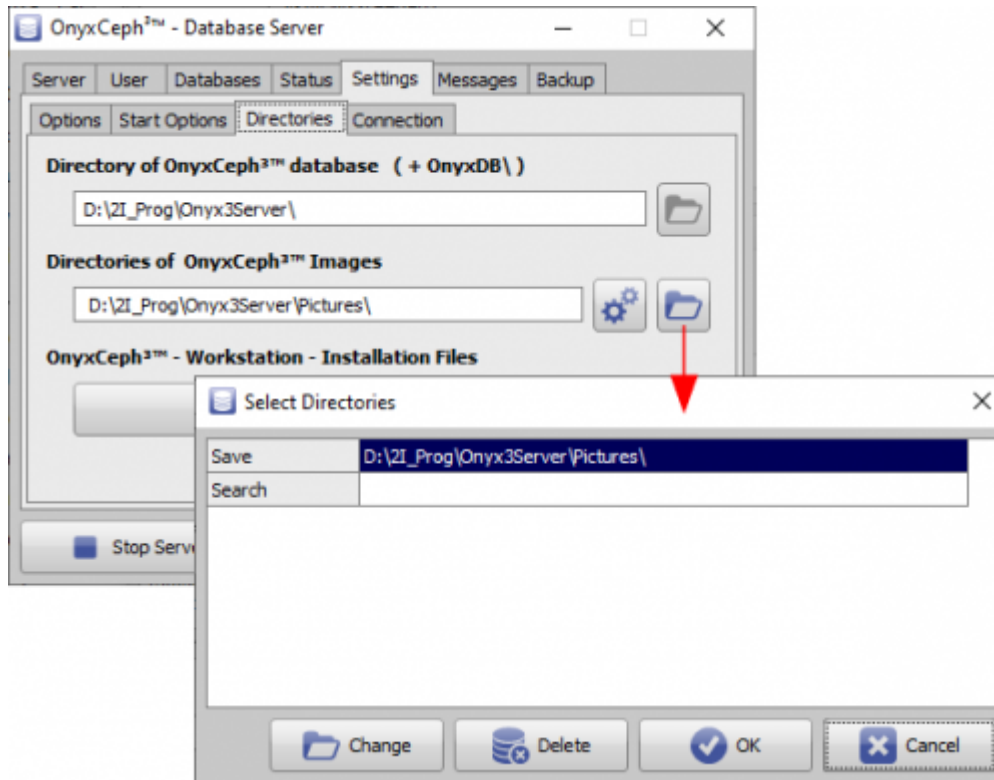 OnyxCeph³™ - Database Server
Server User Databases Status Settings Messages Backup
Options Start Options Directories Connection
Directory of OnyxCeph³™ database ( + OnyxDB\ )
D:\2I_Prog\Onyx3Server\
Directories of OnyxCeph³™ Images
D:\2I_Prog\Onyx3Server\Pictures\
OnyxCeph³™ - Workstation - Installation Files
Select Directories
Save D:\2I_Prog\Onyx3Server\Pictures\
Search
Stop Serve
Change Delete OK Cancel